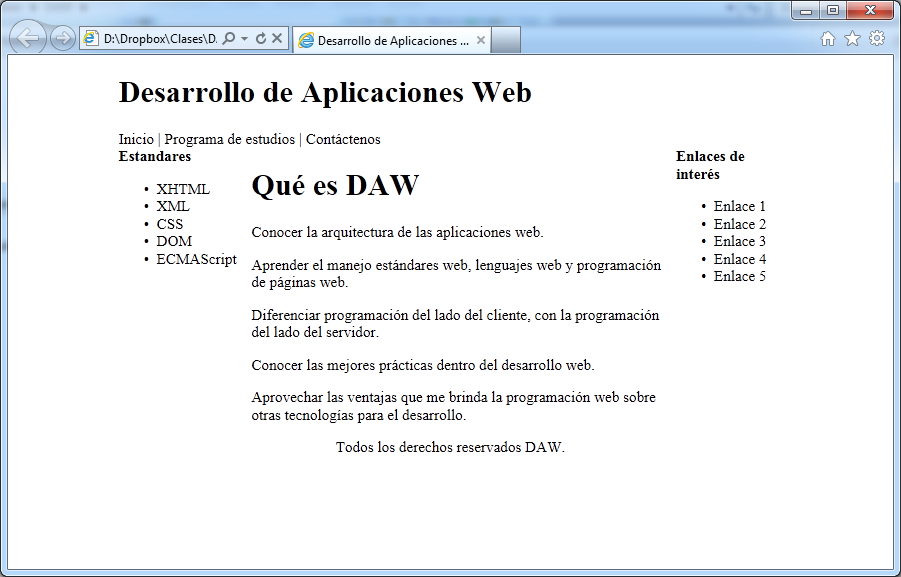 D:\Dropbox\Clases\D.
Desarrollo de Aplicaciones ...
Desarrollo de Aplicaciones Web
Inicio | Programa de estudios | Contáctenos
Estandares
• XHTML
• XML
• CSS
• DOM
• ECMAScript
Qué es DAW
Conocer la arquitectura de las aplicaciones web.
Aprender el manejo estándares web, lenguajes web y programación
de páginas web.
Diferenciar programación del lado del cliente, con la programación
del lado del servidor.
Conocer las mejores prácticas dentro del desarrollo web.
Aprovechar las ventajas que me brinda la programación web sobre
otras tecnologías para el desarrollo.
Enlaces de
interés
• Enlace 1
• Enlace 2
• Enlace 3
• Enlace 4
• Enlace 5
Todos los derechos reservados DAW.